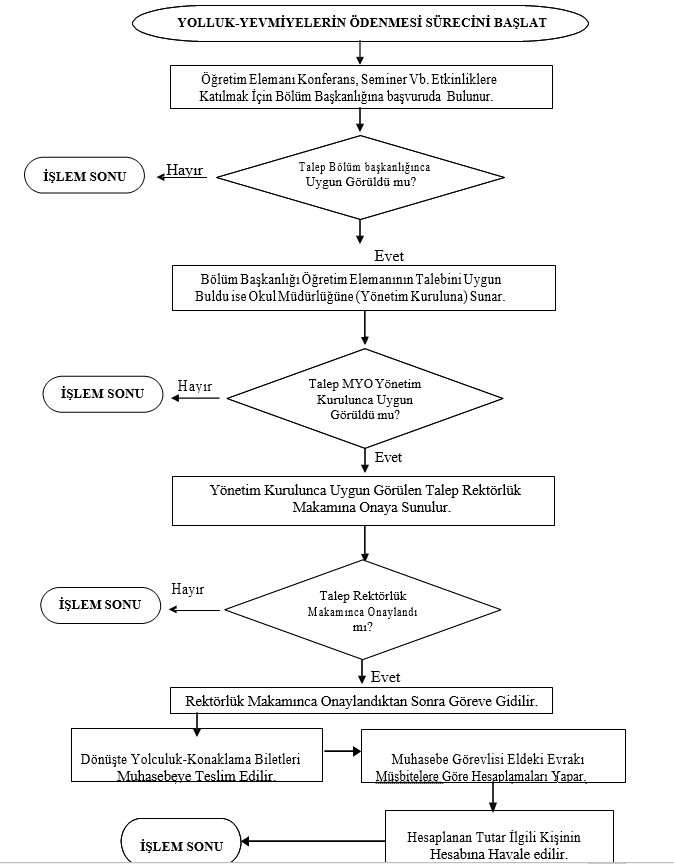 YOLLUK-YEVMİYELERİN ÖDENMESİ SÜRECİNİ BAŞLAT
Öğretim Elemanı Konferans, Seminer Vb. Etkinliklere
Katılmak İçin Bölüm Başkanlığına başvuruda Bulunur.
Talep Bölüm başkanlığınca
Uygun Görüldü mu?
Hayır
İŞLEM SONU
Evet
Bölüm Başkanlığı Öğretim Elemanının Talebini Uygun
Buldu ise Okul Müdürlüğüne (Yönetim Kuruluna) Sunar.
Talep MYO Yönetim
Kurulunca Uygun
Görüldü mu?
Hayır
İŞLEM SONU
Evet
Yönetim Kurulunca Uygun Görülen Talep Rektörlük
Makamına Onaya Sunulur.
Talep Rektörlük
Makamınca Onaylandı
mı?
Hayır
İŞLEM SONU
Evet
Rektörlük Makamınca Onaylandıktan Sonra Göreve Gidilir.
Dönüşte Yolculuk-Konaklama Biletleri
Muhasebeye Teslim Edilir.
Muhasebe Görevlisi Eldeki Evrakı
Müsbitelere Göre Hesaplamaları Yapar.
Hesaplanan Tutar İlgili Kişinin
Hesabına Havale edilir.
İŞLEM SONU